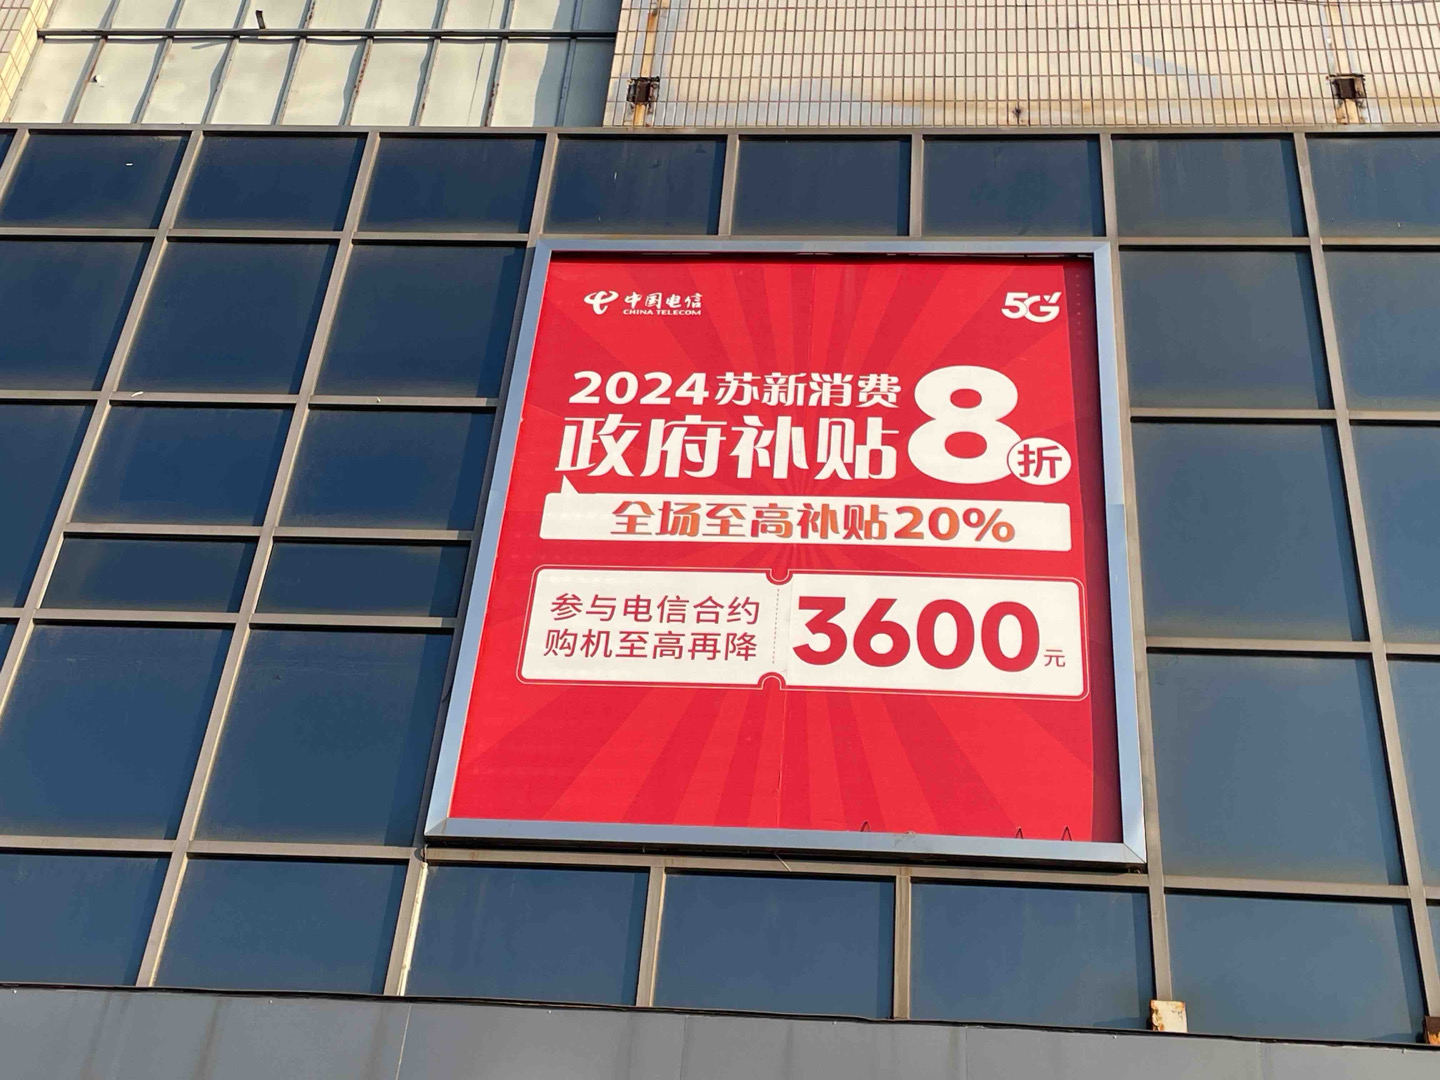 中国电信
CHINA TELECOM
5G
2024苏新消费
政府补贴8折
全场至高补贴20%
参与电信合约
购机至高再降
3600元